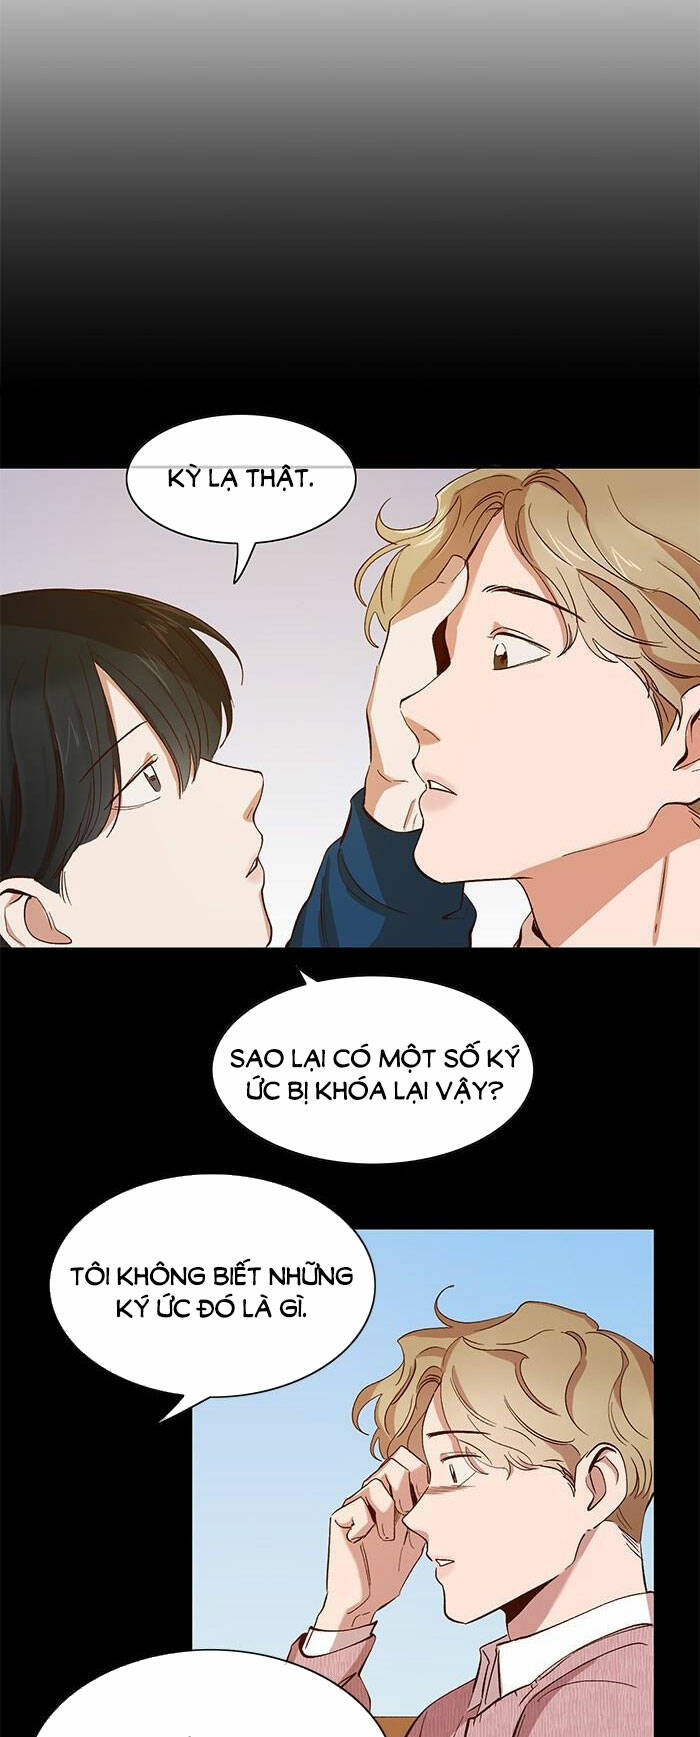 KỲ LẠ THẬT.
SAO LẠI CÓ MỘT SỐ KÝ
ỨC BỊ KHÓA LẠI VẬY?
TÔI KHÔNG BIẾT NHỮNG
KÝ ỨC ĐÓ LÀ GÌ.